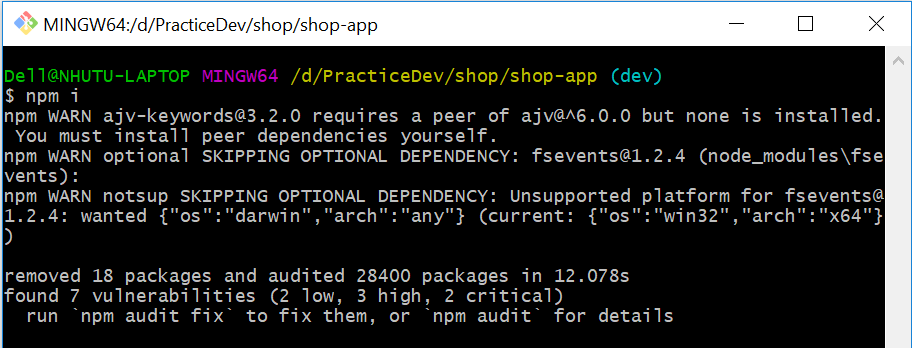 MINGW64:/d/PracticeDev/shop/shop-app
Dell@NHUTU-LAPTOP MINGW64 /d/PracticeDev/shop/shop-app (dev)
$ npm i
npm WARN ajv-keywords@3.2.0 requires a peer of ajv@^6.0.0 but none is installed.
 You must install peer dependencies yourself.
npm WARN optional SKIPPING OPTIONAL DEPENDENCY: fsevents@1.2.4 (node_modules\fse
vents):
npm WARN notsup SKIPPING OPTIONAL DEPENDENCY: Unsupported platform for fsevents@
1.2.4: wanted {"os":"darwin","arch":"any"} (current: {"os":"win32","arch":"x64"}
)
removed 18 packages and audited 28400 packages in 12.078s
found 7 vulnerabilities (2 low, 3 high, 2 critical)
  run `npm audit fix` to fix them, or `npm audit` for details